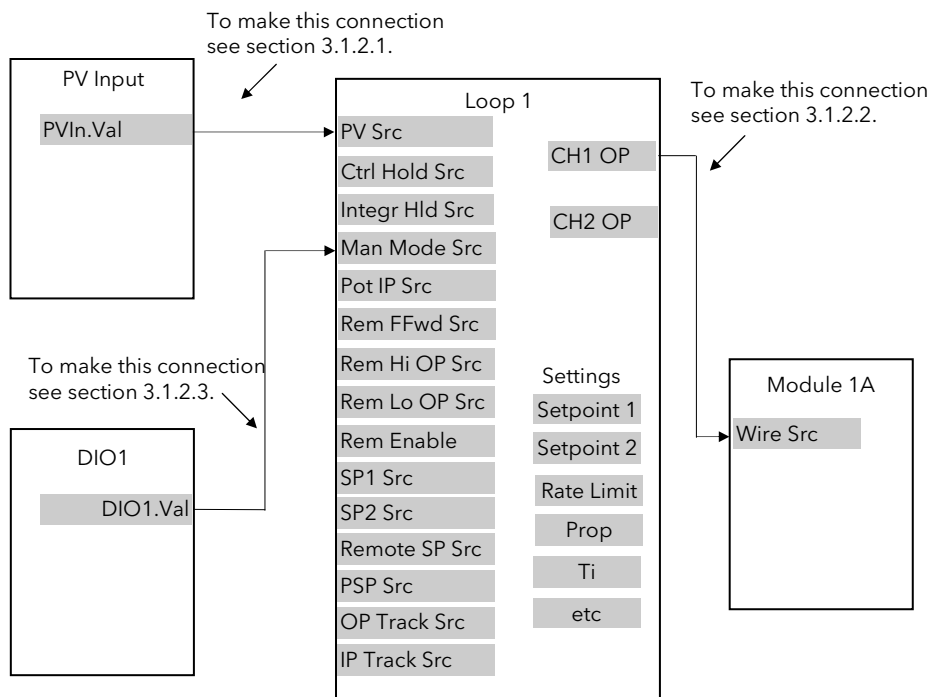 To make this connection
see section 3.1.2.1.
PV Input
PVIn.Val
Loop 1
PV Src
Ctrl Hold Src
Integr Hld Src
Man Mode Src
Pot IP Src
Rem FFwd Src
Rem Hi OP Src
Rem Lo OP Src
Rem Enable
SP1 Src
SP2 Src
Remote SP Src
PSP Src
OP Track Src
IP Track Src
CH1 OP
CH2 OP
Settings
Setpoint 1
Setpoint 2
Rate Limit
Prop
Ti
etc
To make this connection
see section 3.1.2.2.
Module 1A
Wire Src
To make this connection
see section 3.1.2.3.
DIO1
DIO1.Val